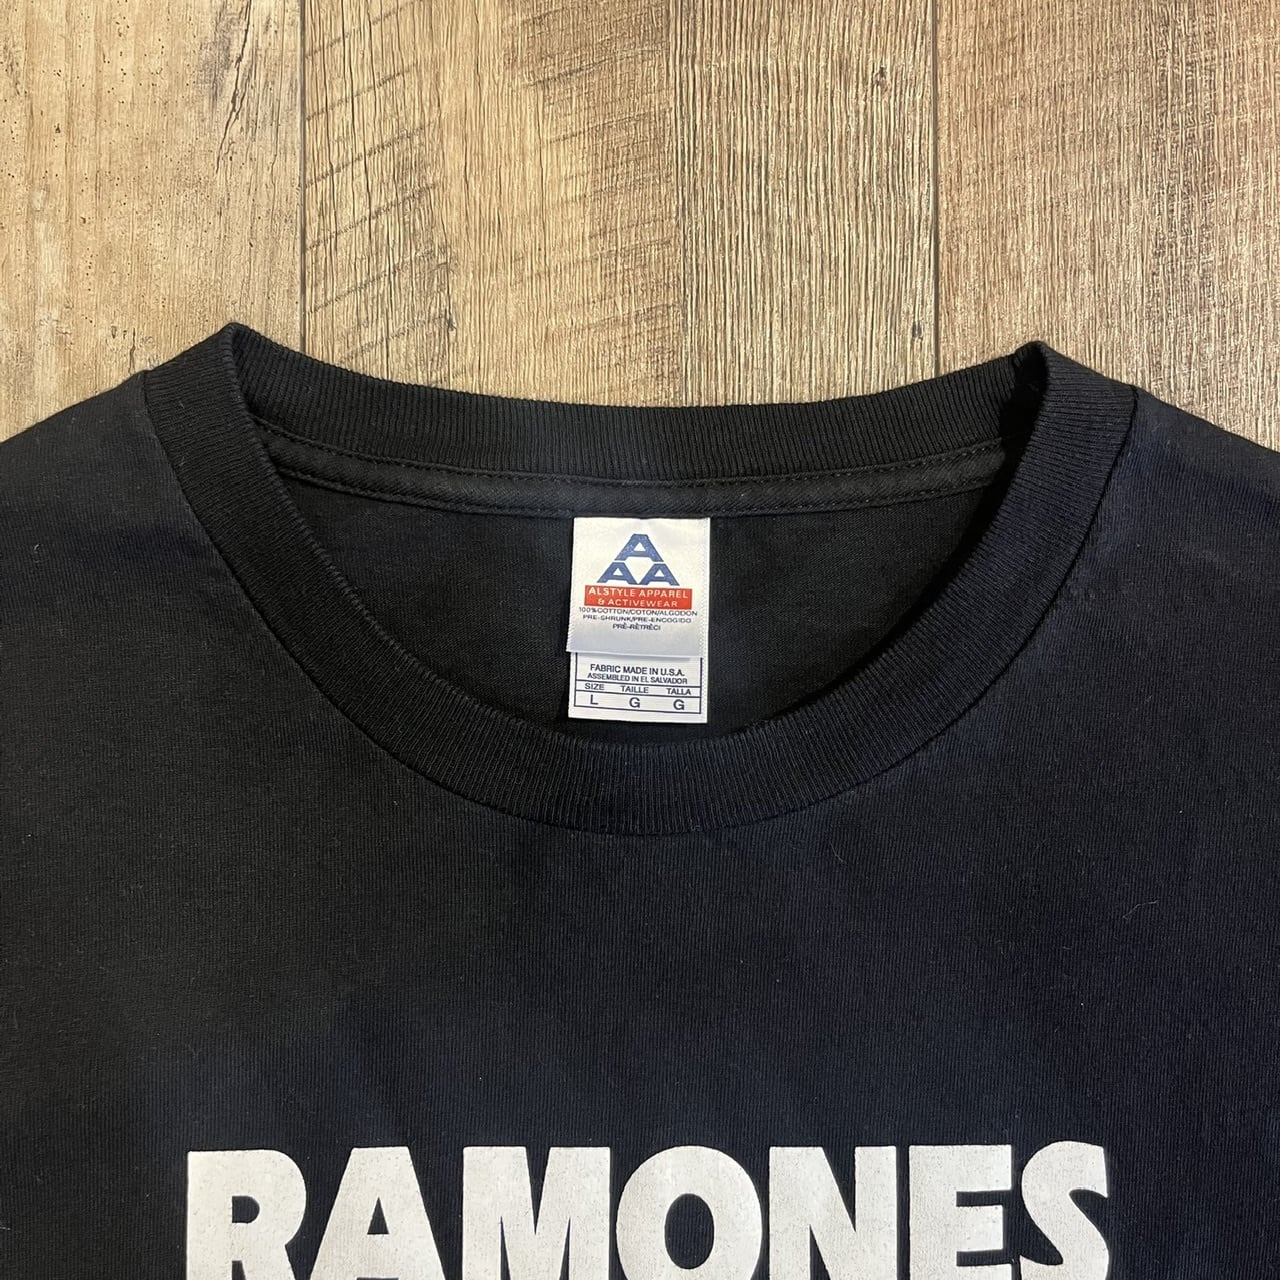 A
AA
ALSTYLE APPAREL
& ACTIVEWEAR
100%COTTON/COTON/ALGODON
PRE-SHRUNK/PRE-ENCOGIDO
PRÉ-RÉTRÉCI
FABRIC MADE IN U.S.A.
ASSEMBLED IN EL SALVADOR
SIZE TAILLE TALLA
L G G
RAMONES